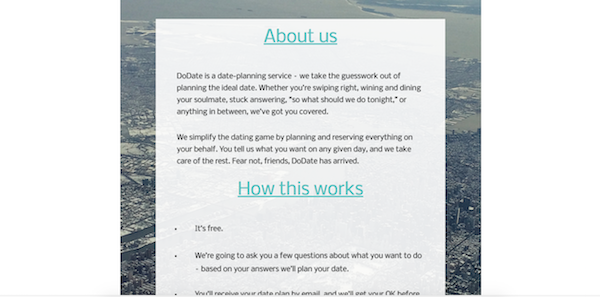 About us
DoDate is a date-planning service - we take the guesswork out of
planning the ideal date. Whether you're swiping right, wining and dining
your soulmate, stuck answering, "so what should we do tonight," or
anything in between, we've got you covered.
We simplify the dating game by planning and reserving everything on
your behalf. You tell us what you want on any given day, and we take
care of the rest. Fear not, friends, DoDate has arrived.
How this works
• It's free.
• We're going to ask you a few questions about what you want to do
- based on your answers we'll plan your date.
• You'll receive your date plan by email, and we'll get your OK before